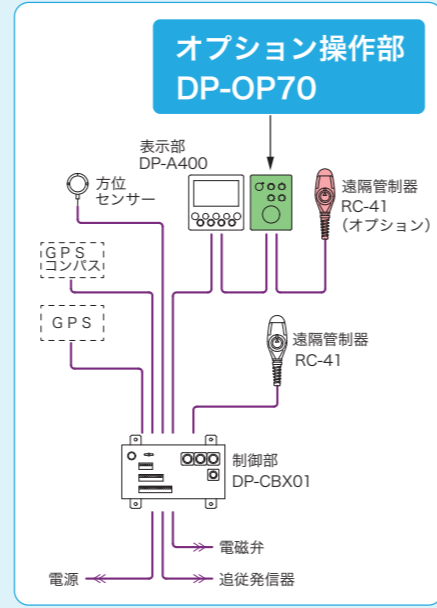 オプション操作部
DP-OP70
表示部
DP-A400
方位
センサー
遠隔管制器
RC-41
（オプション）
GPS
コンパス
GPS
遠隔管制器
RC-41
制御部
DP-CBX01
電磁弁
電源
追従発信器